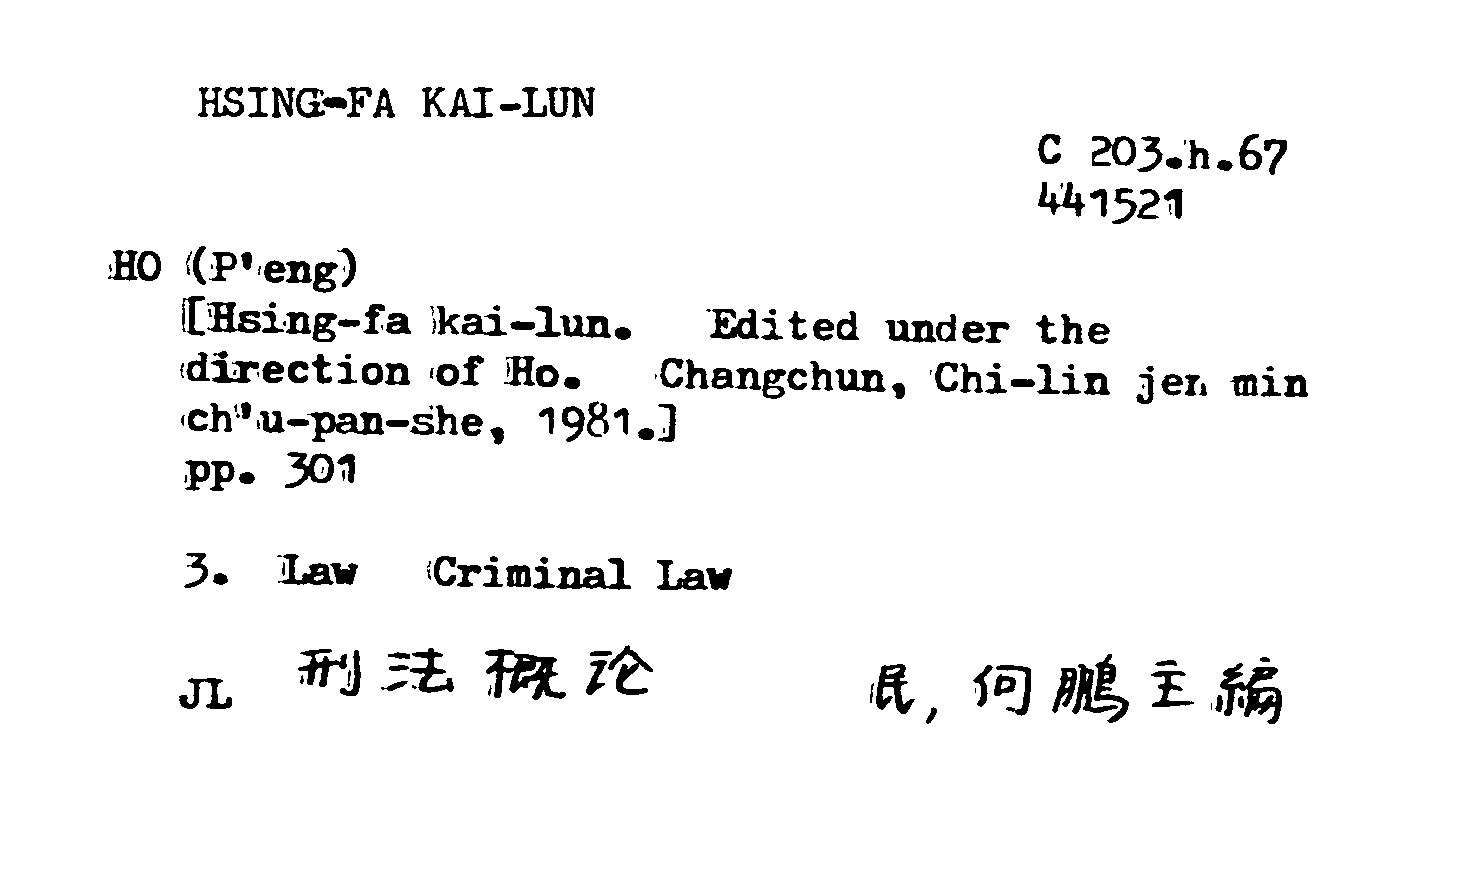 HSING-FA KAI-LUN
C 203.h.67
441521
HO (P'eng)
[Hsing-fa kai-lun. Edited under the
direction of Ho. Changchun, Chi-lin jen min
ch'u-pan-she, 1981.]
pp. 301
3. Law Criminal Law
JL 刑法概论 民, 何鹏主編